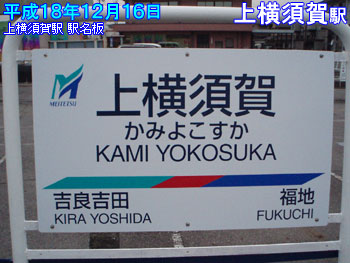 平成18年12月16日
上横須賀駅
上横須賀駅 駅名板
MEITETSU
上横須賀
かみよこすか
KAMI YOKOSUKA
吉良吉田
KIRA YOSHIDA
福地
FUKUCHI